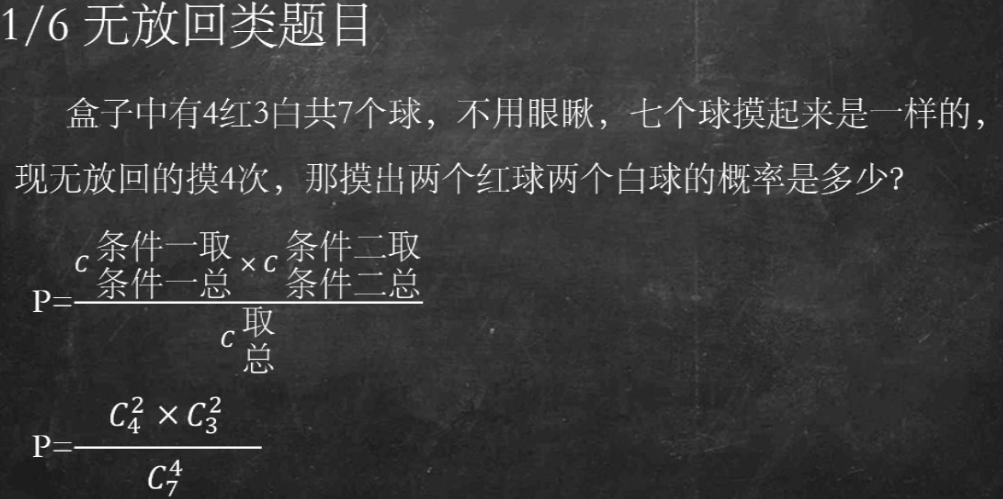 1/6 无放回类题目
盒子中有4红3白共7个球，不用眼瞅，七个球摸起来是一样的，
现无放回的摸4次，那摸出两个红球两个白球的概率是多少？
C 条件一取 × C 条件二取
条件一总 条件二总
P=
C 取
总
C₄² × C₃²
P=
C₇⁴